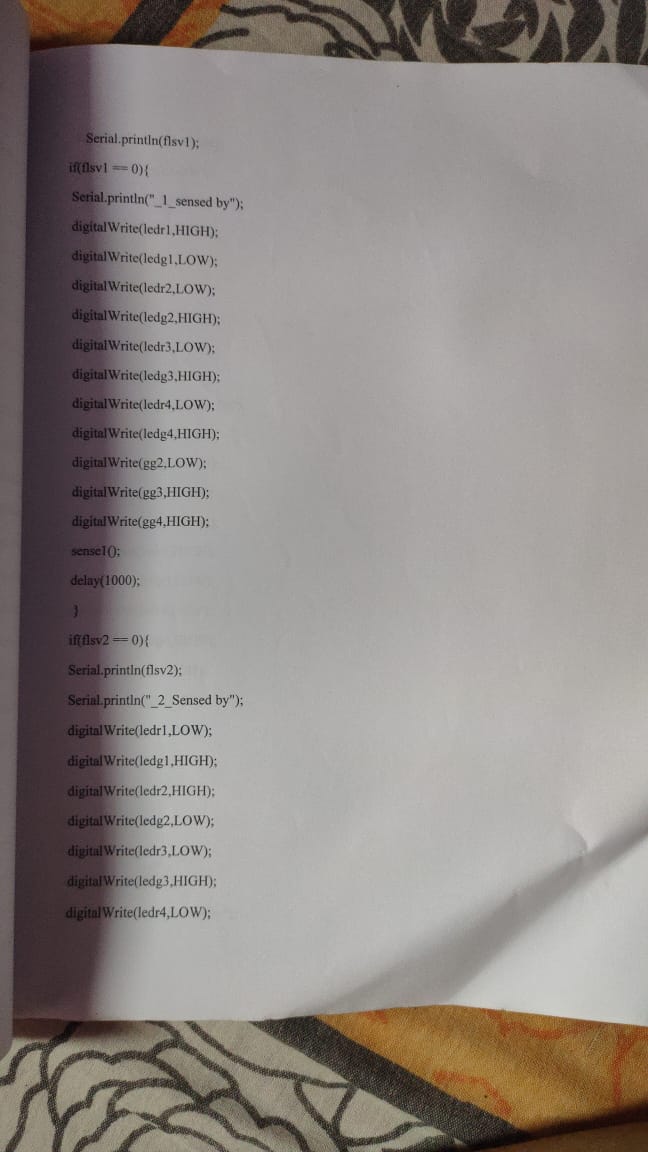 Serial.println(flsv1);
if(flsv1 == 0){
Serial.println("_1_sensed by");
digitalWrite(ledr1,HIGH);
digitalWrite(ledg1,LOW);
digitalWrite(ledr2,LOW);
digitalWrite(ledg2,HIGH);
digitalWrite(ledr3,LOW);
digitalWrite(ledg3,HIGH);
digitalWrite(ledr4,LOW);
digitalWrite(ledg4,HIGH);
digitalWrite(gg2,LOW);
digitalWrite(gg3,HIGH);
digitalWrite(gg4,HIGH);
sense1();
delay(1000);
}
if(flsv2 == 0){
Serial.println(flsv2);
Serial.println("_2_Sensed by");
digitalWrite(ledr1,LOW);
digitalWrite(ledg1,HIGH);
digitalWrite(ledr2,HIGH);
digitalWrite(ledg2,LOW);
digitalWrite(ledr3,LOW);
digitalWrite(ledg3,HIGH);
digitalWrite(ledr4,LOW);